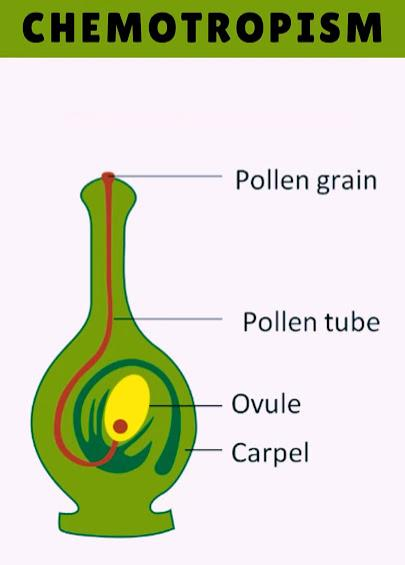 CHEMOTROPISM
Pollen grain
Pollen tube
Ovule
Carpel